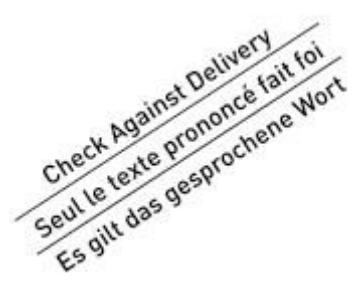 Check Against Delivery
Seul le texte prononcé fait foi
Es gilt das gesprochene Wort